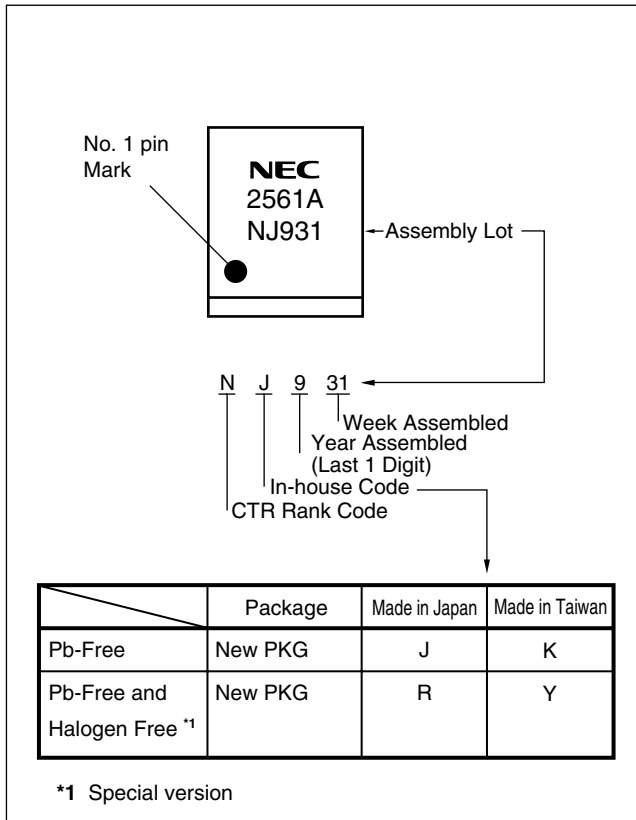 No. 1 pin
Mark
NEC
2561A
NJ931
Assembly Lot
N J 9 31
Week Assembled
Year Assembled
(Last 1 Digit)
In-house Code
CTR Rank Code
Package Made in Japan Made in Taiwan
Pb-Free New PKG J K
Pb-Free and New PKG R Y
Halogen Free *1
*1 Special version